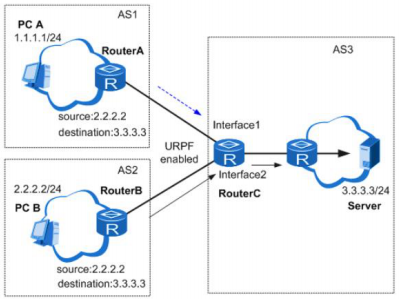 AS1
PC A
1.1.1.1/24
RouterA
R
source:2.2.2.2
destination:3.3.3.3
AS2
2.2.2.2/24
RouterB
PC B
R
source:2.2.2.2
destination:3.3.3.3
URPF
enabled
AS3
Interface1
R
Interface2
RouterC
R
3.3.3.3/24
Server